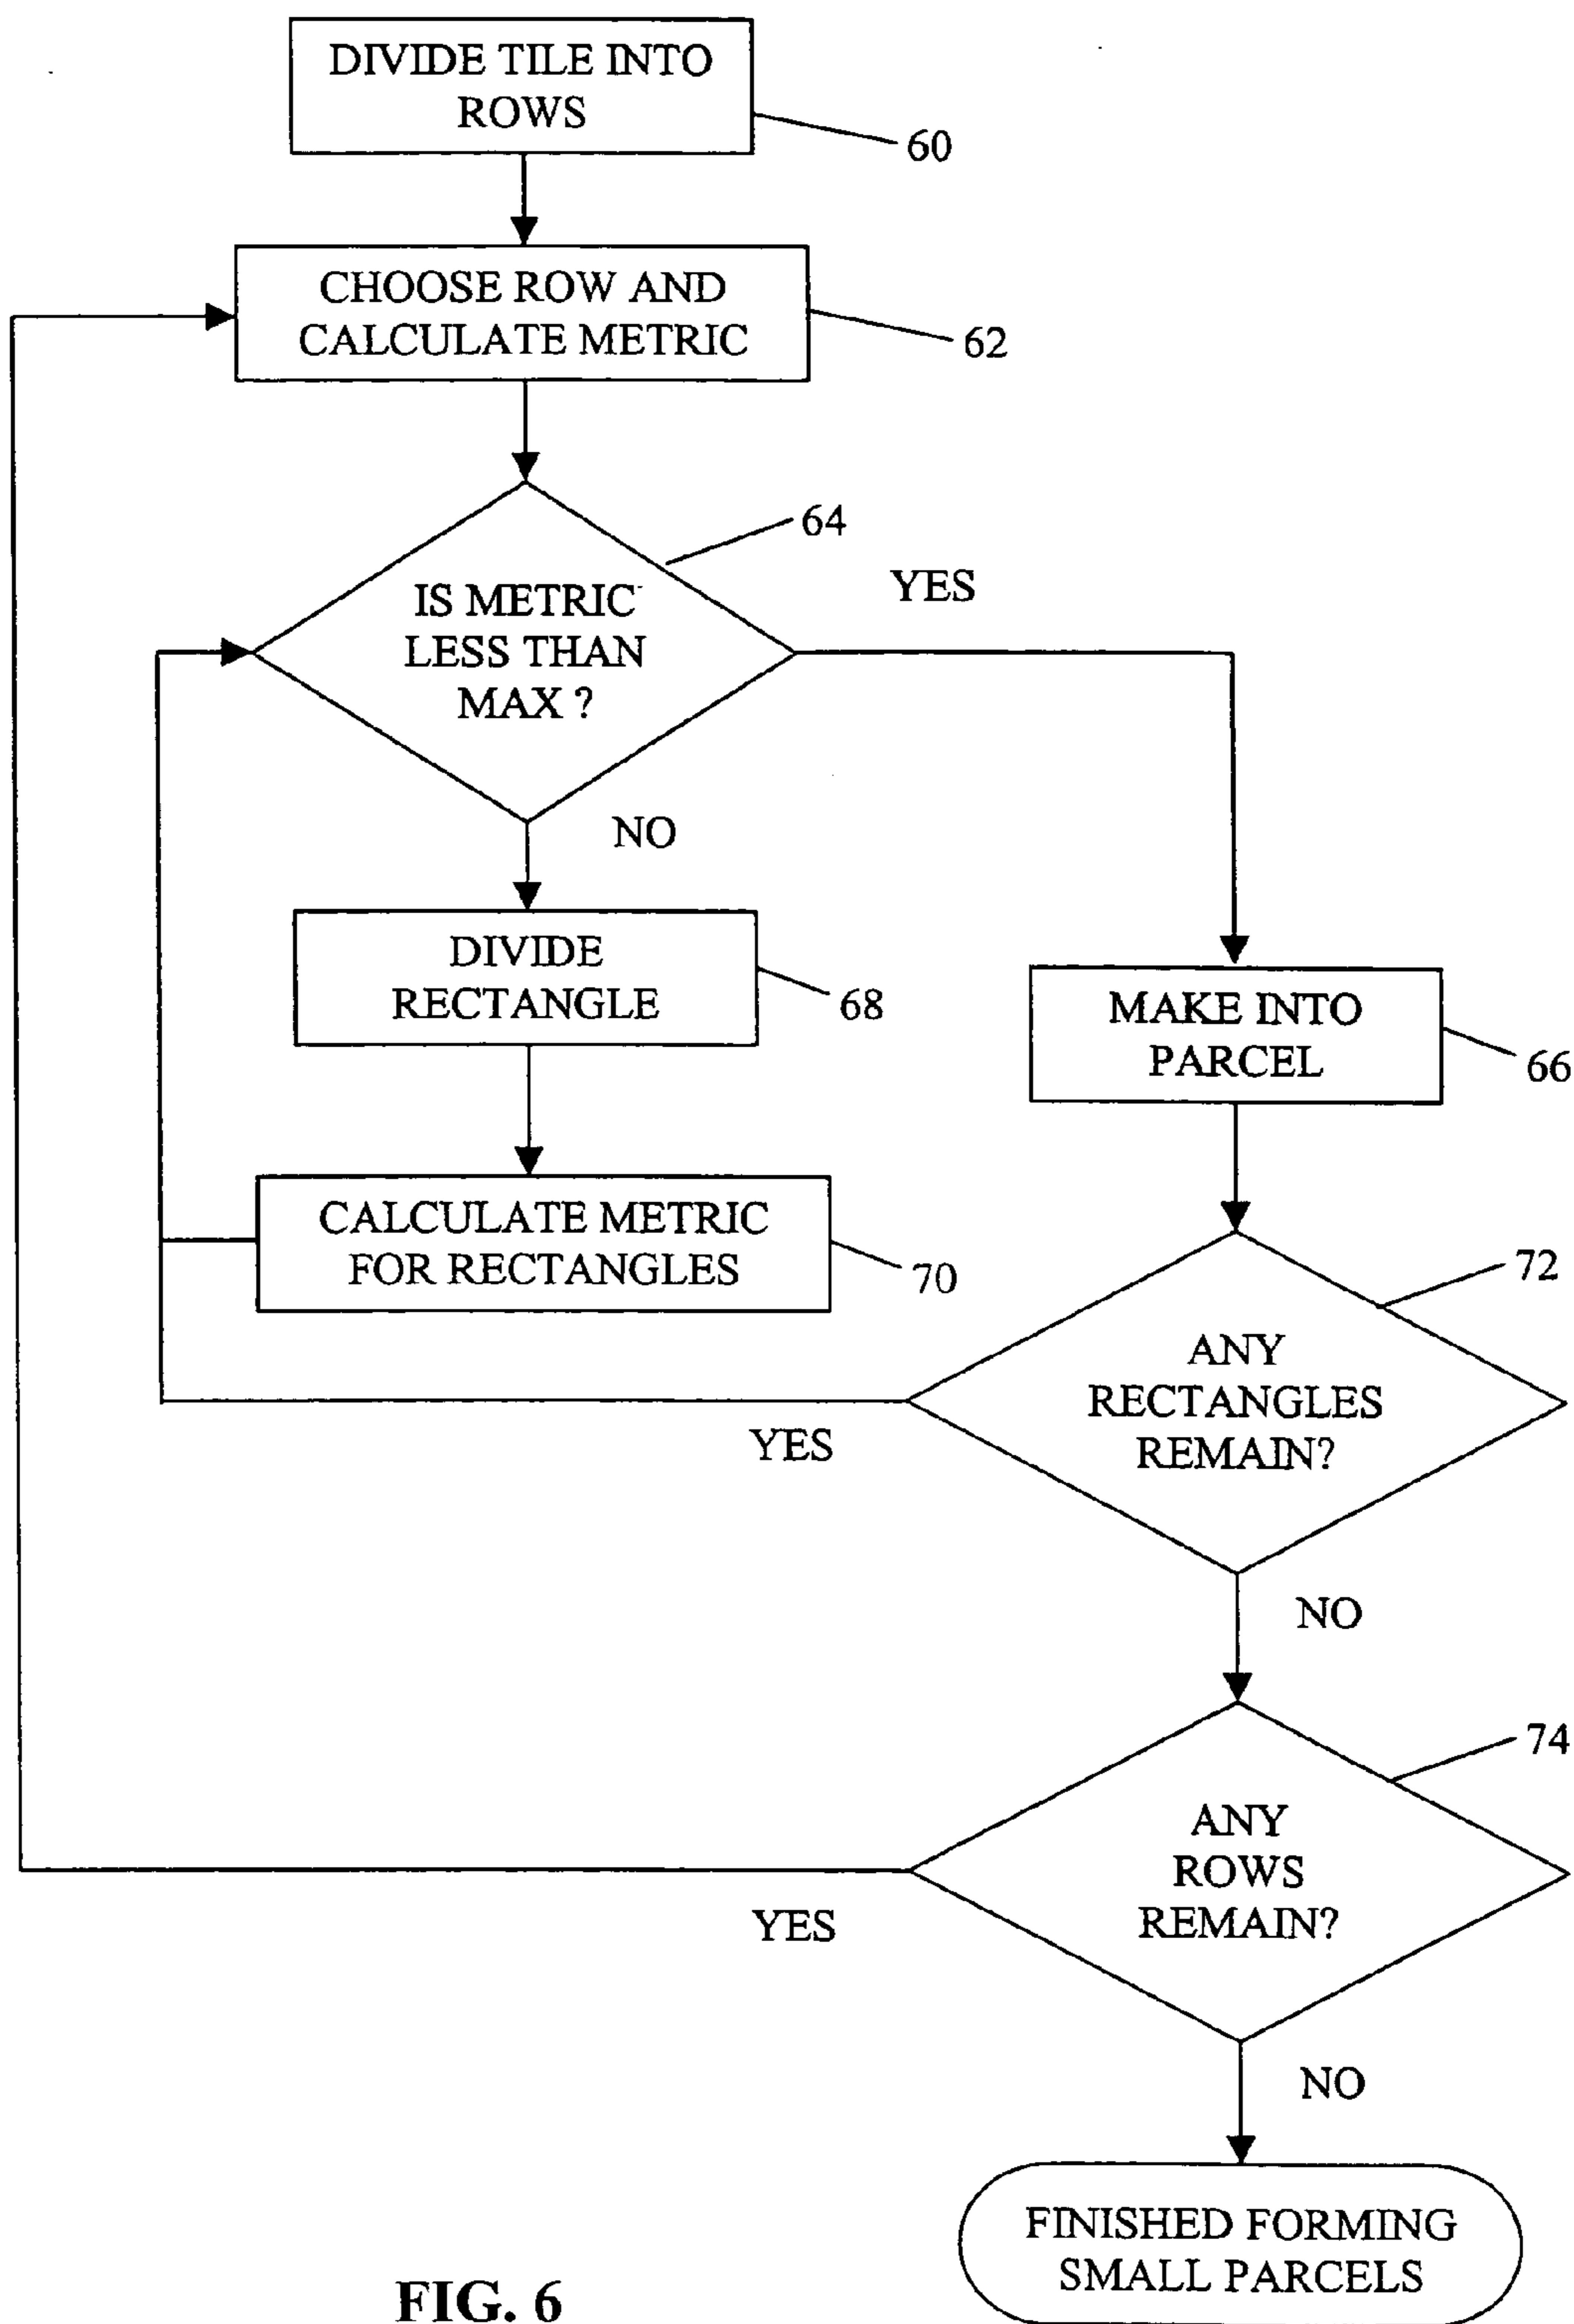 DIVIDE TILE INTO
ROWS
60
CHOOSE ROW AND
CALCULATE METRIC
62
64
IS METRIC
LESS THAN
MAX ?
YES
NO
DIVIDE
RECTANGLE
68
MAKE INTO
PARCEL
66
CALCULATE METRIC
FOR RECTANGLES
70
72
ANY
RECTANGLES
REMAIN?
YES
NO
74
ANY
ROWS
REMAIN?
YES
NO
FINISHED FORMING
SMALL PARCELS
FIG. 6